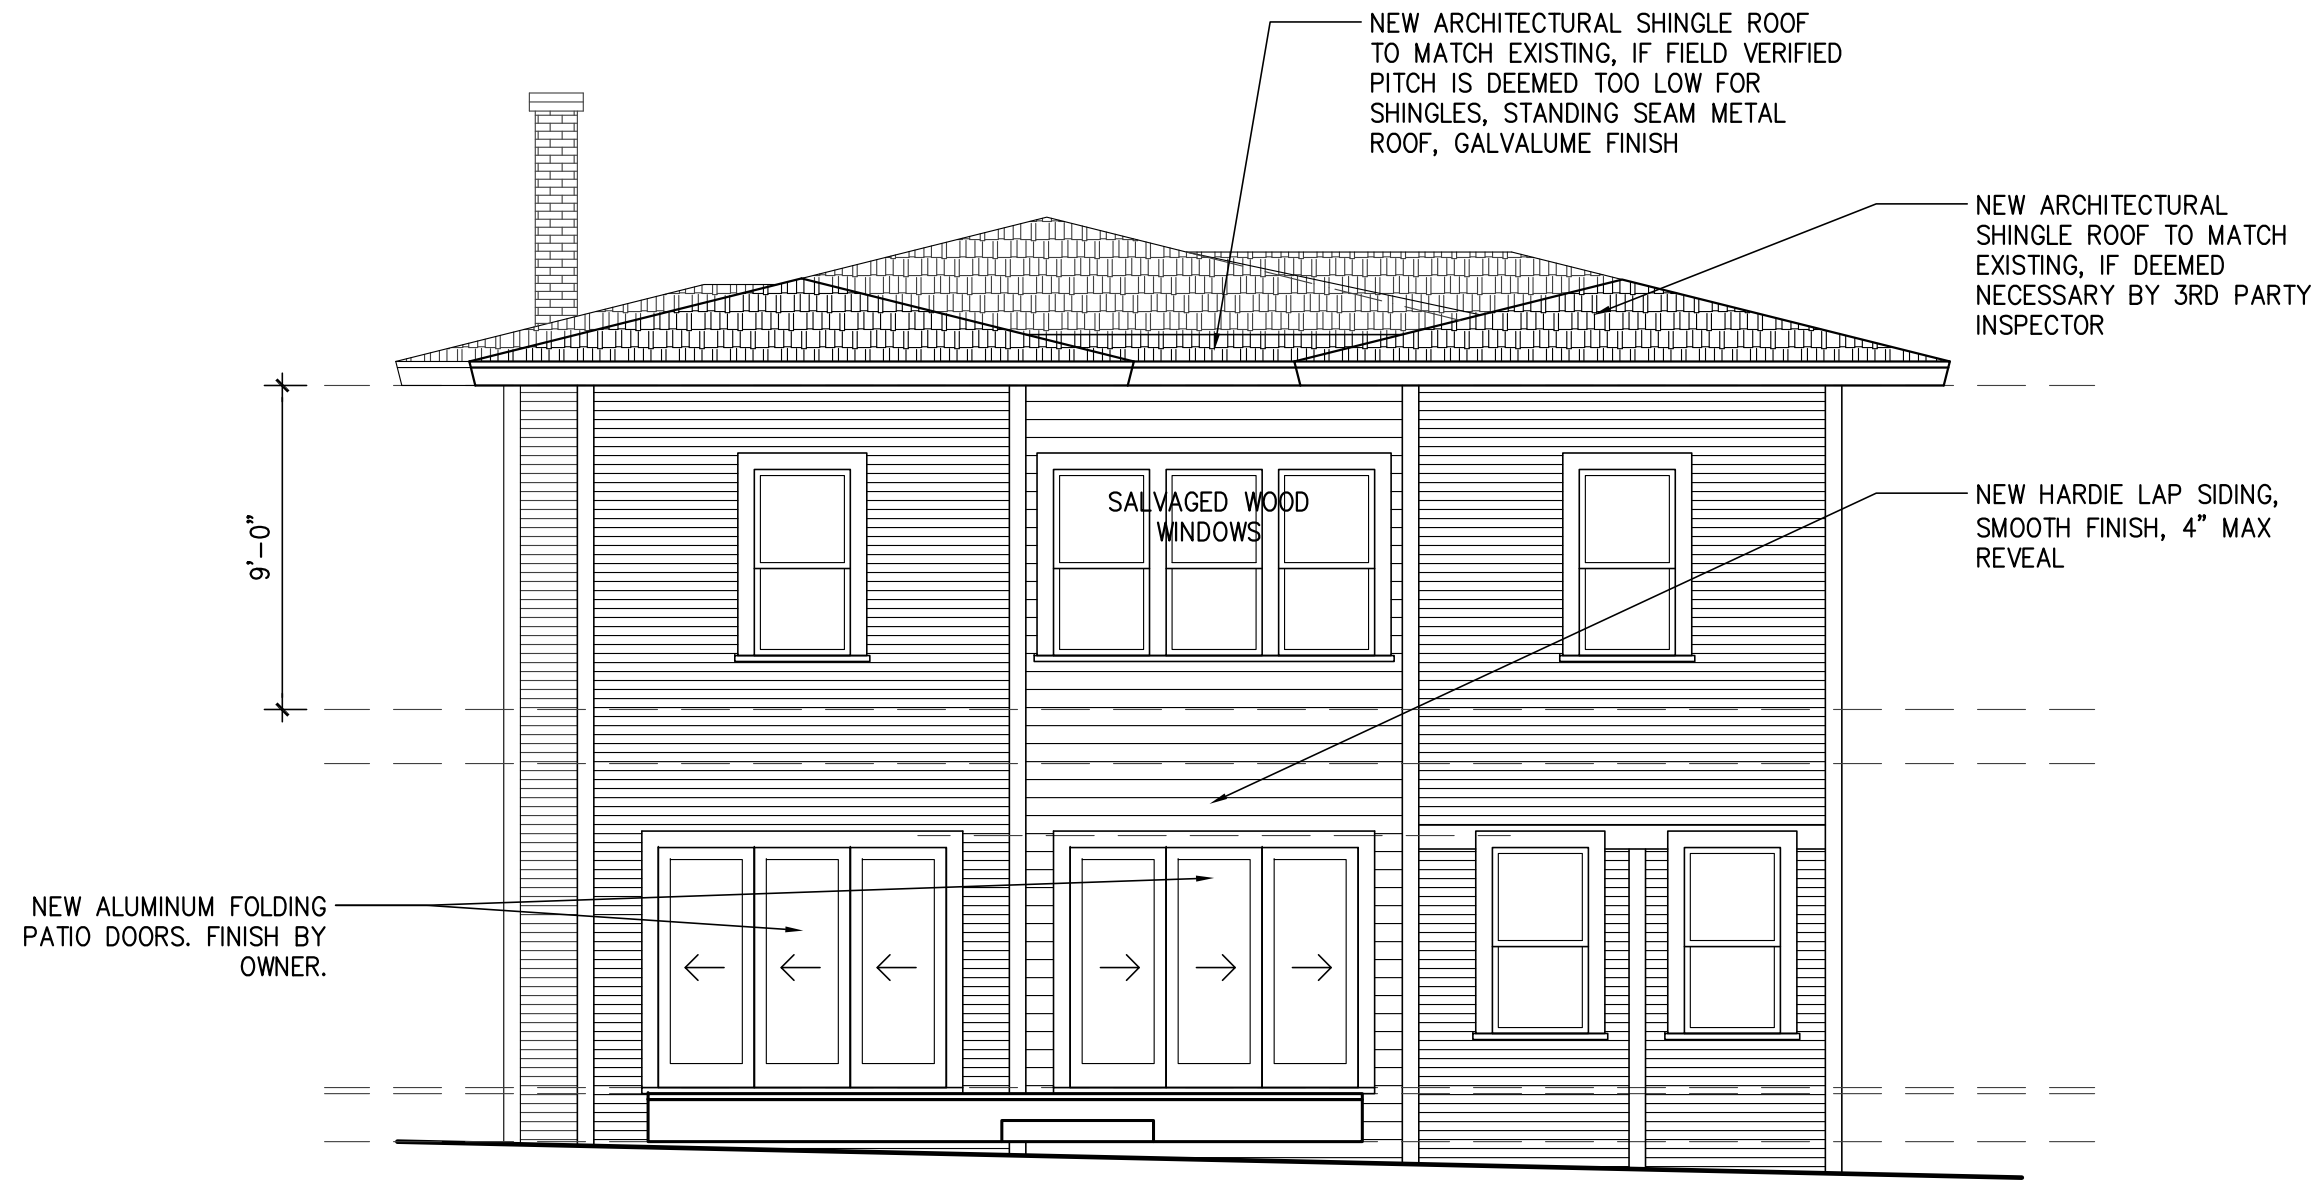 NEW ARCHITECTURAL SHINGLE ROOF
TO MATCH EXISTING, IF FIELD VERIFIED
PITCH IS DEEMED TOO LOW FOR
SHINGLES, STANDING SEAM METAL
ROOF, GALVALUME FINISH
NEW ARCHITECTURAL
SHINGLE ROOF TO MATCH
EXISTING, IF DEEMED
NECESSARY BY 3RD PARTY
INSPECTOR
SALVAGED WOOD
WINDOWS
NEW HARDIE LAP SIDING,
SMOOTH FINISH, 4" MAX
REVEAL
9'-0"
NEW ALUMINUM FOLDING
PATIO DOORS. FINISH BY
OWNER.